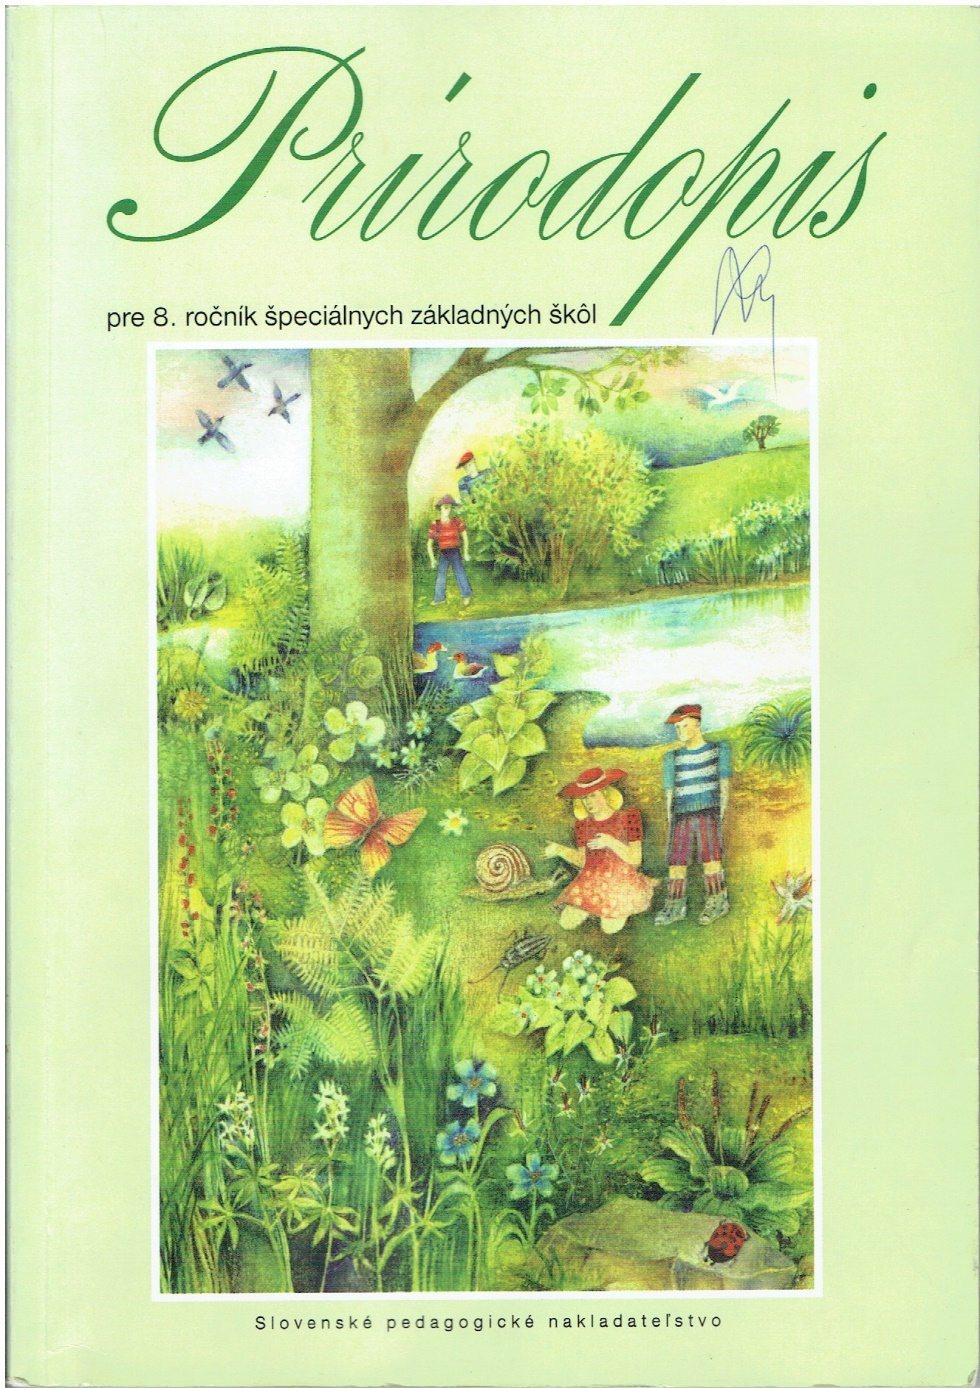 Prírodopis
pre 8. ročník špeciálnych základných škôl
Slovenské pedagogické nakladateľstvo